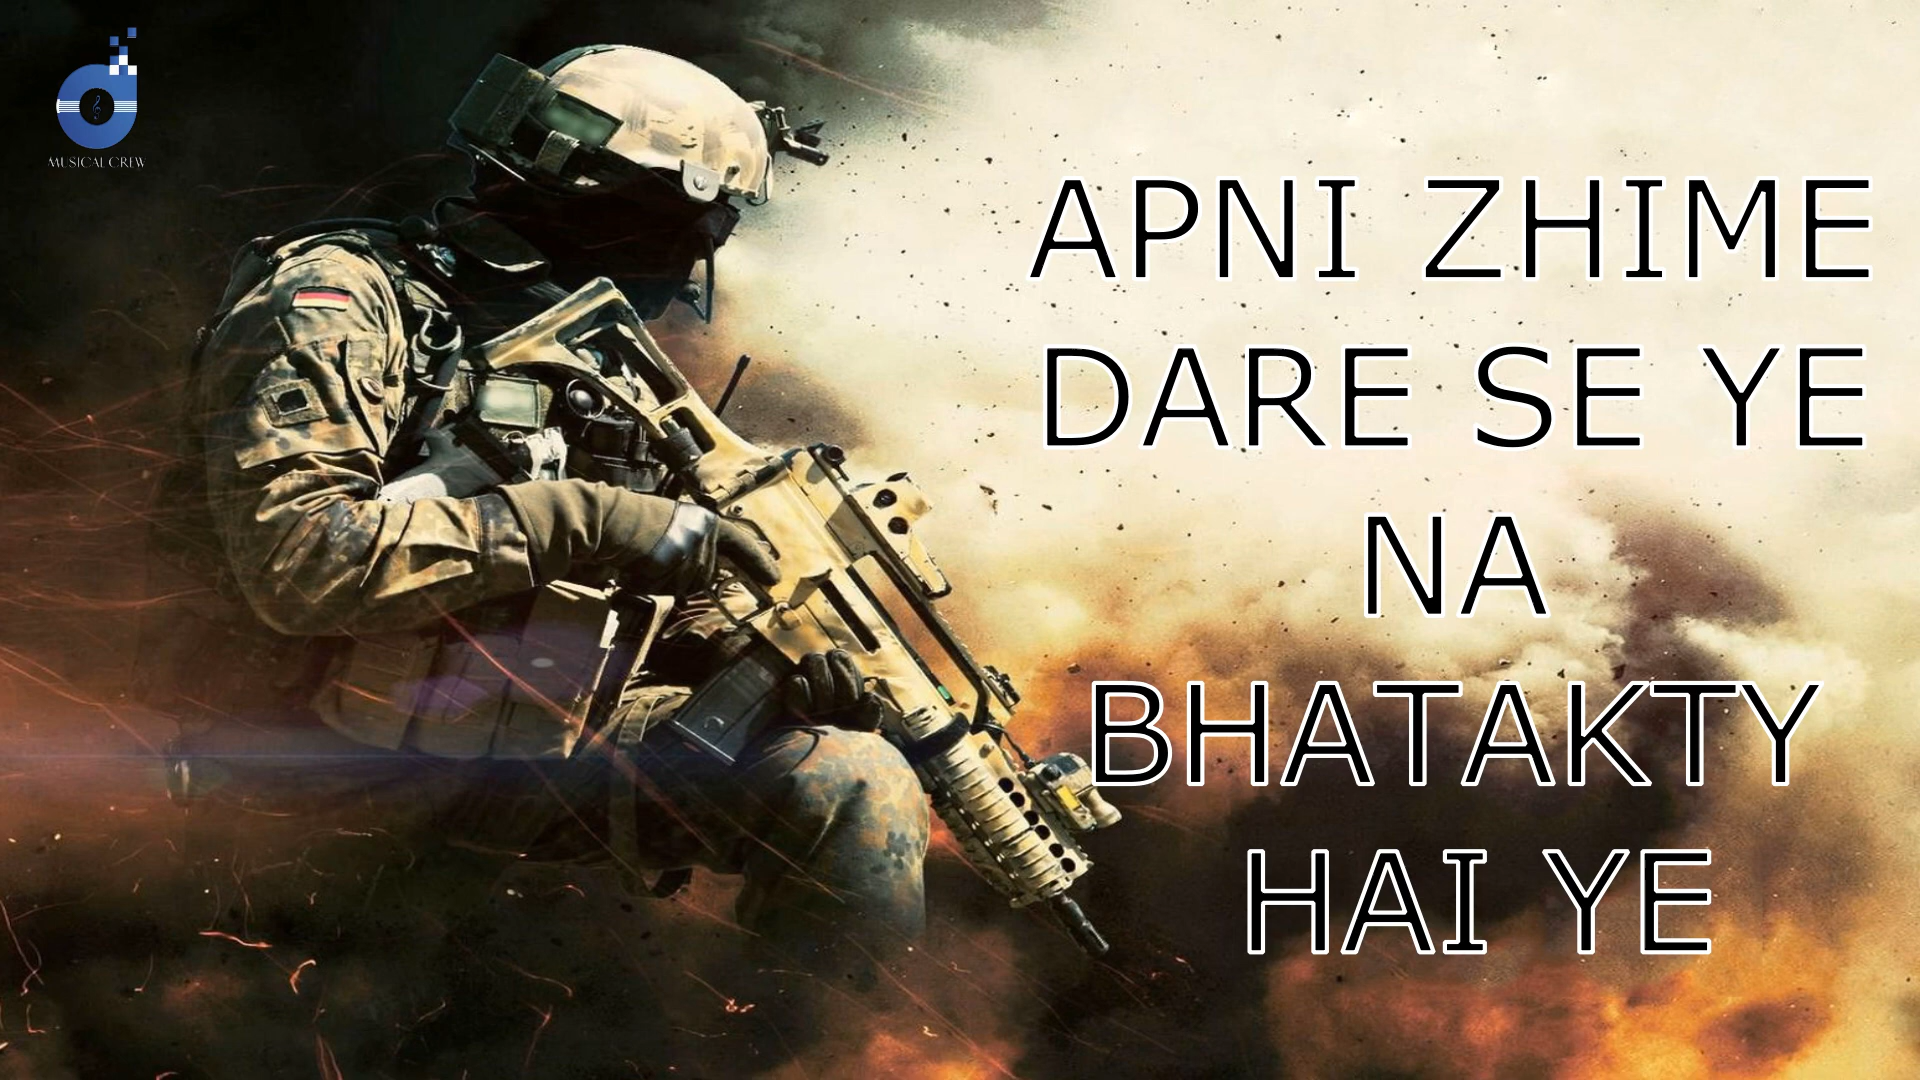 MUSICAL CREW
APNI ZHIME
DARE SE YE
NA
BHATAKTY
HAI YE